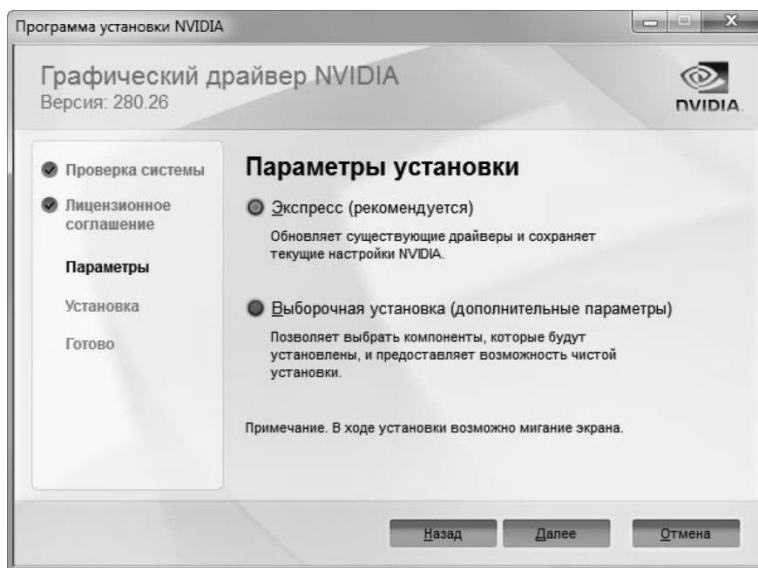 Программа установки NVIDIA
Графический драйвер NVIDIA
Версия: 280.26
NVIDIA.
Проверка системы
Лицензионное
соглашение
Параметры
Установка
Готово
Параметры установки
Экспресс (рекомендуется)
Обновляет существующие драйверы и сохраняет
текущие настройки NVIDIA.
Выборочная установка (дополнительные параметры)
Позволяет выбрать компоненты, которые будут
установлены, и предоставляет возможность чистой
установки.
Примечание. В ходе установки возможно мигание экрана.
Назад
Далее
Отмена